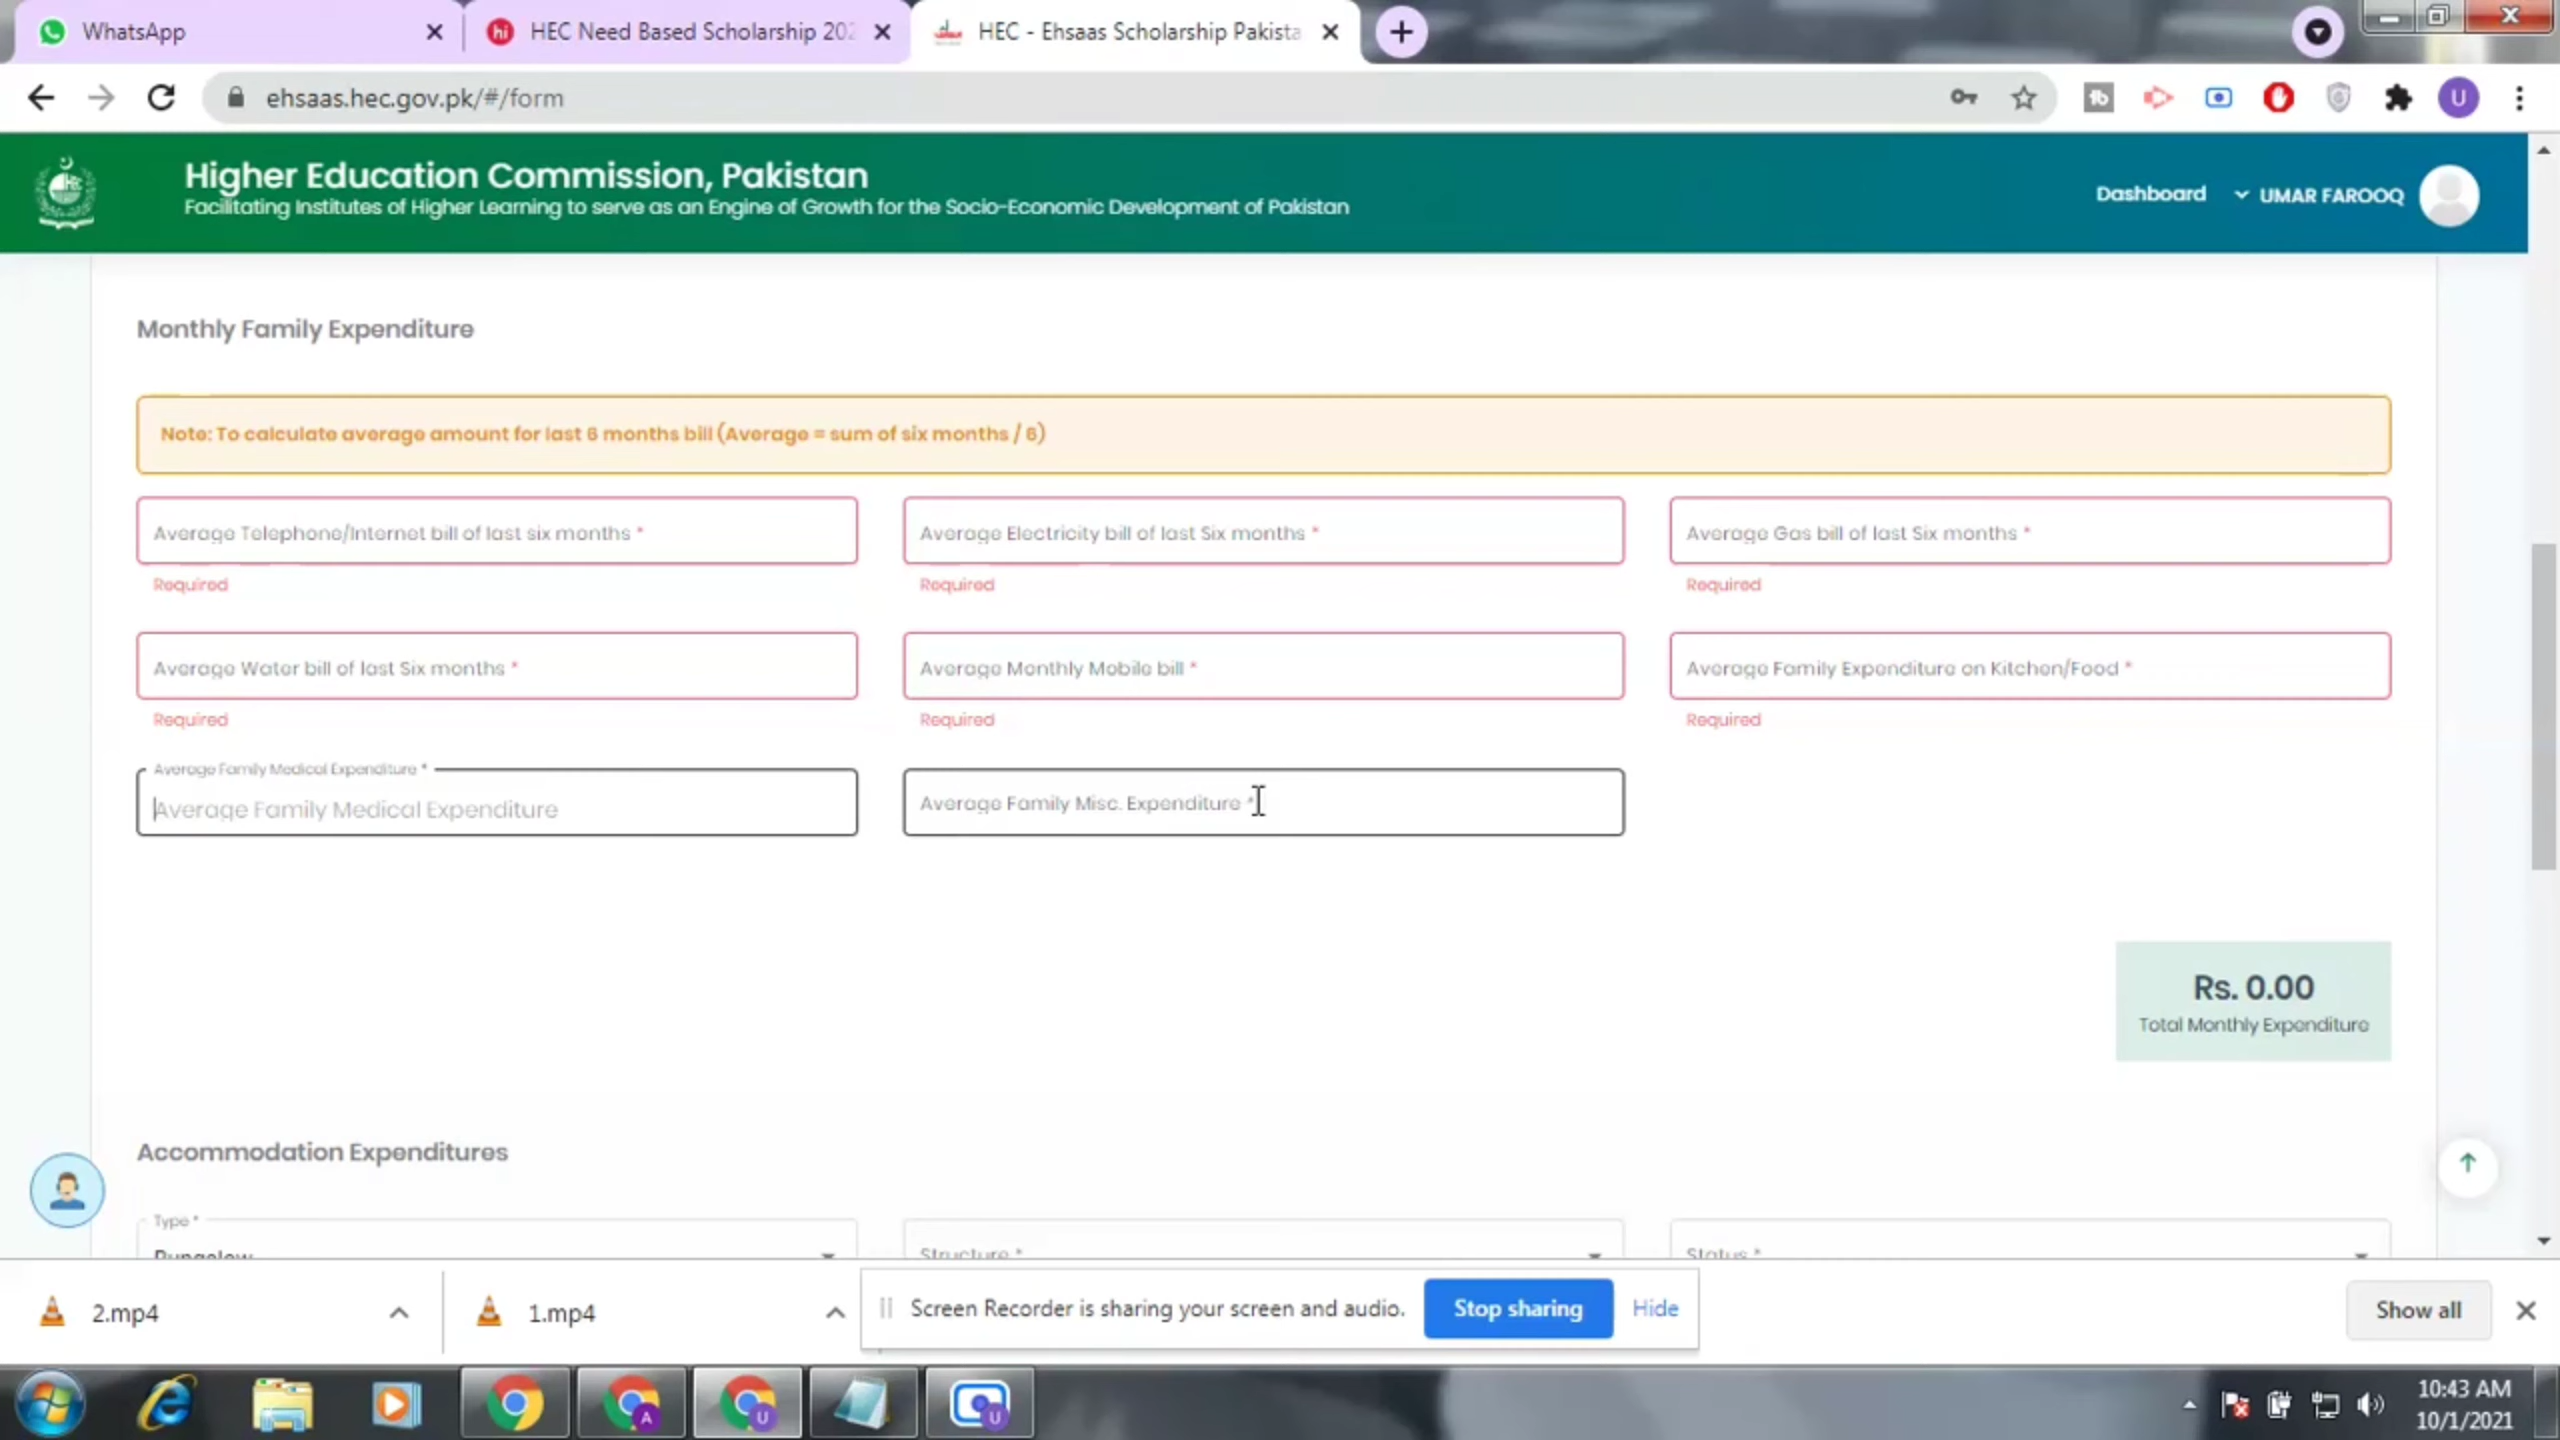 WhatsApp
HEC Need Based Scholarship 202
HEC - Ehsaas Scholarship Pakista
ehsaas.hec.gov.pk/#/form
U
Higher Education Commission, Pakistan
Facilitating Institutes of Higher Learning to serve as an Engine of Growth for the Socio-Economic Development of Pakistan
Dashboard
UMAR FAROOQ
Monthly Family Expenditure
Note: To calculate average amount for last 6 months bill (Average = sum of six months / 6)
Average Telephone/Internet bill of last six months *
Average Electricity bill of last Six months *
Average Gas bill of last Six months *
Required
Required
Required
Average Water bill of last Six months *
Average Monthly Mobile bill *
Average Family Expenditure on Kitchen/Food *
Required
Required
Required
Average Family Medical Expenditure *
Average Family Medical Expenditure
Average Family Misc. Expenditure *
Rs. 0.00
Total Monthly Expenditure
Accommodation Expenditures
Type *
Bungalow
Structure *
Status *
2.mp4
1.mp4
Screen Recorder is sharing your screen and audio.
Stop sharing
Hide
Show all
A
U
U
10:43 AM
10/1/2021